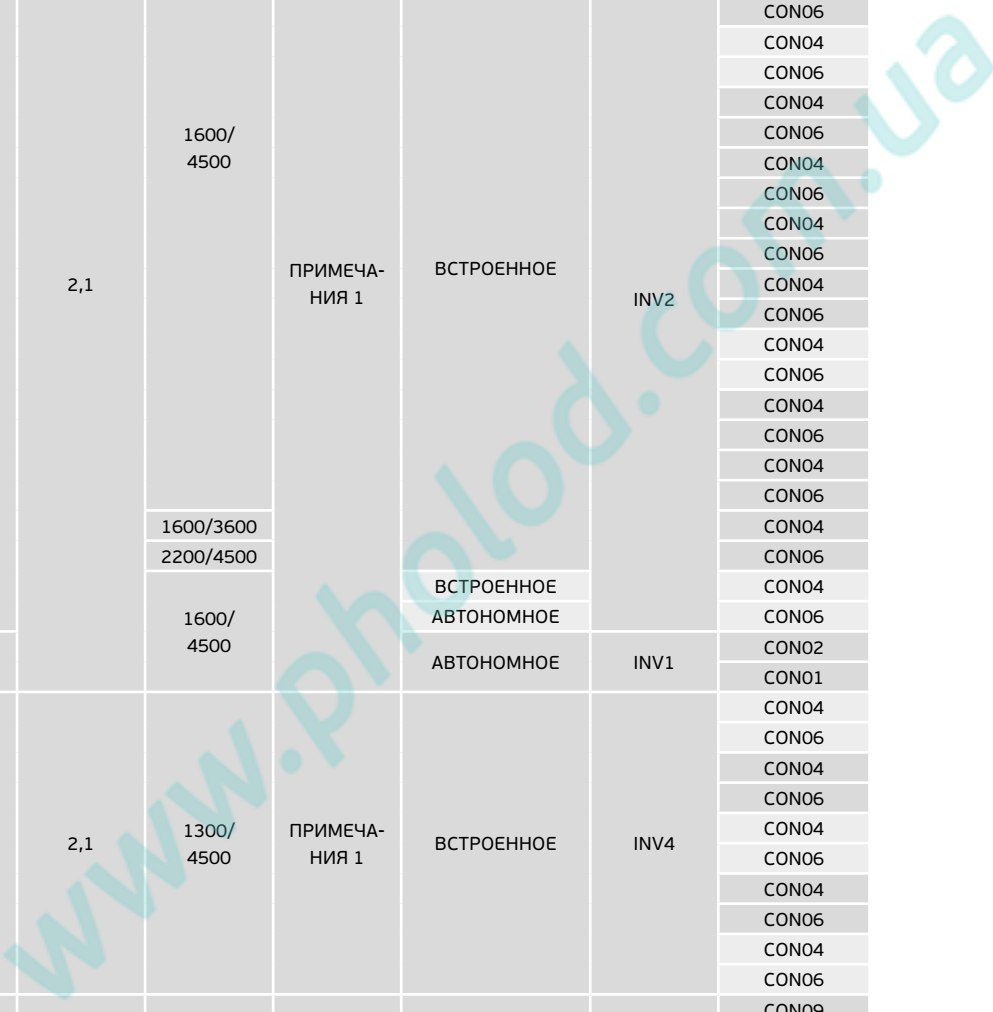 CON06
CON04
CON06
CON04
1600/
4500
CON06
CON04
CON06
CON04
CON06
2,1
ПРИМЕЧА-
НИЯ 1
ВСТРОЕННОЕ
INV2
CON04
CON06
CON04
CON06
CON04
CON06
CON04
CON06
1600/3600
CON04
2200/4500
CON06
1600/
4500
ВСТРОЕННОЕ
CON04
АВТОНОМНОЕ
CON06
АВТОНОМНОЕ
INV1
CON02
CON01
CON04
CON06
CON04
CON06
2,1
1300/
4500
ПРИМЕЧА-
НИЯ 1
ВСТРОЕННОЕ
INV4
CON04
CON06
CON04
CON06
CON04
CON06
CON09
www.pholod.com.ua